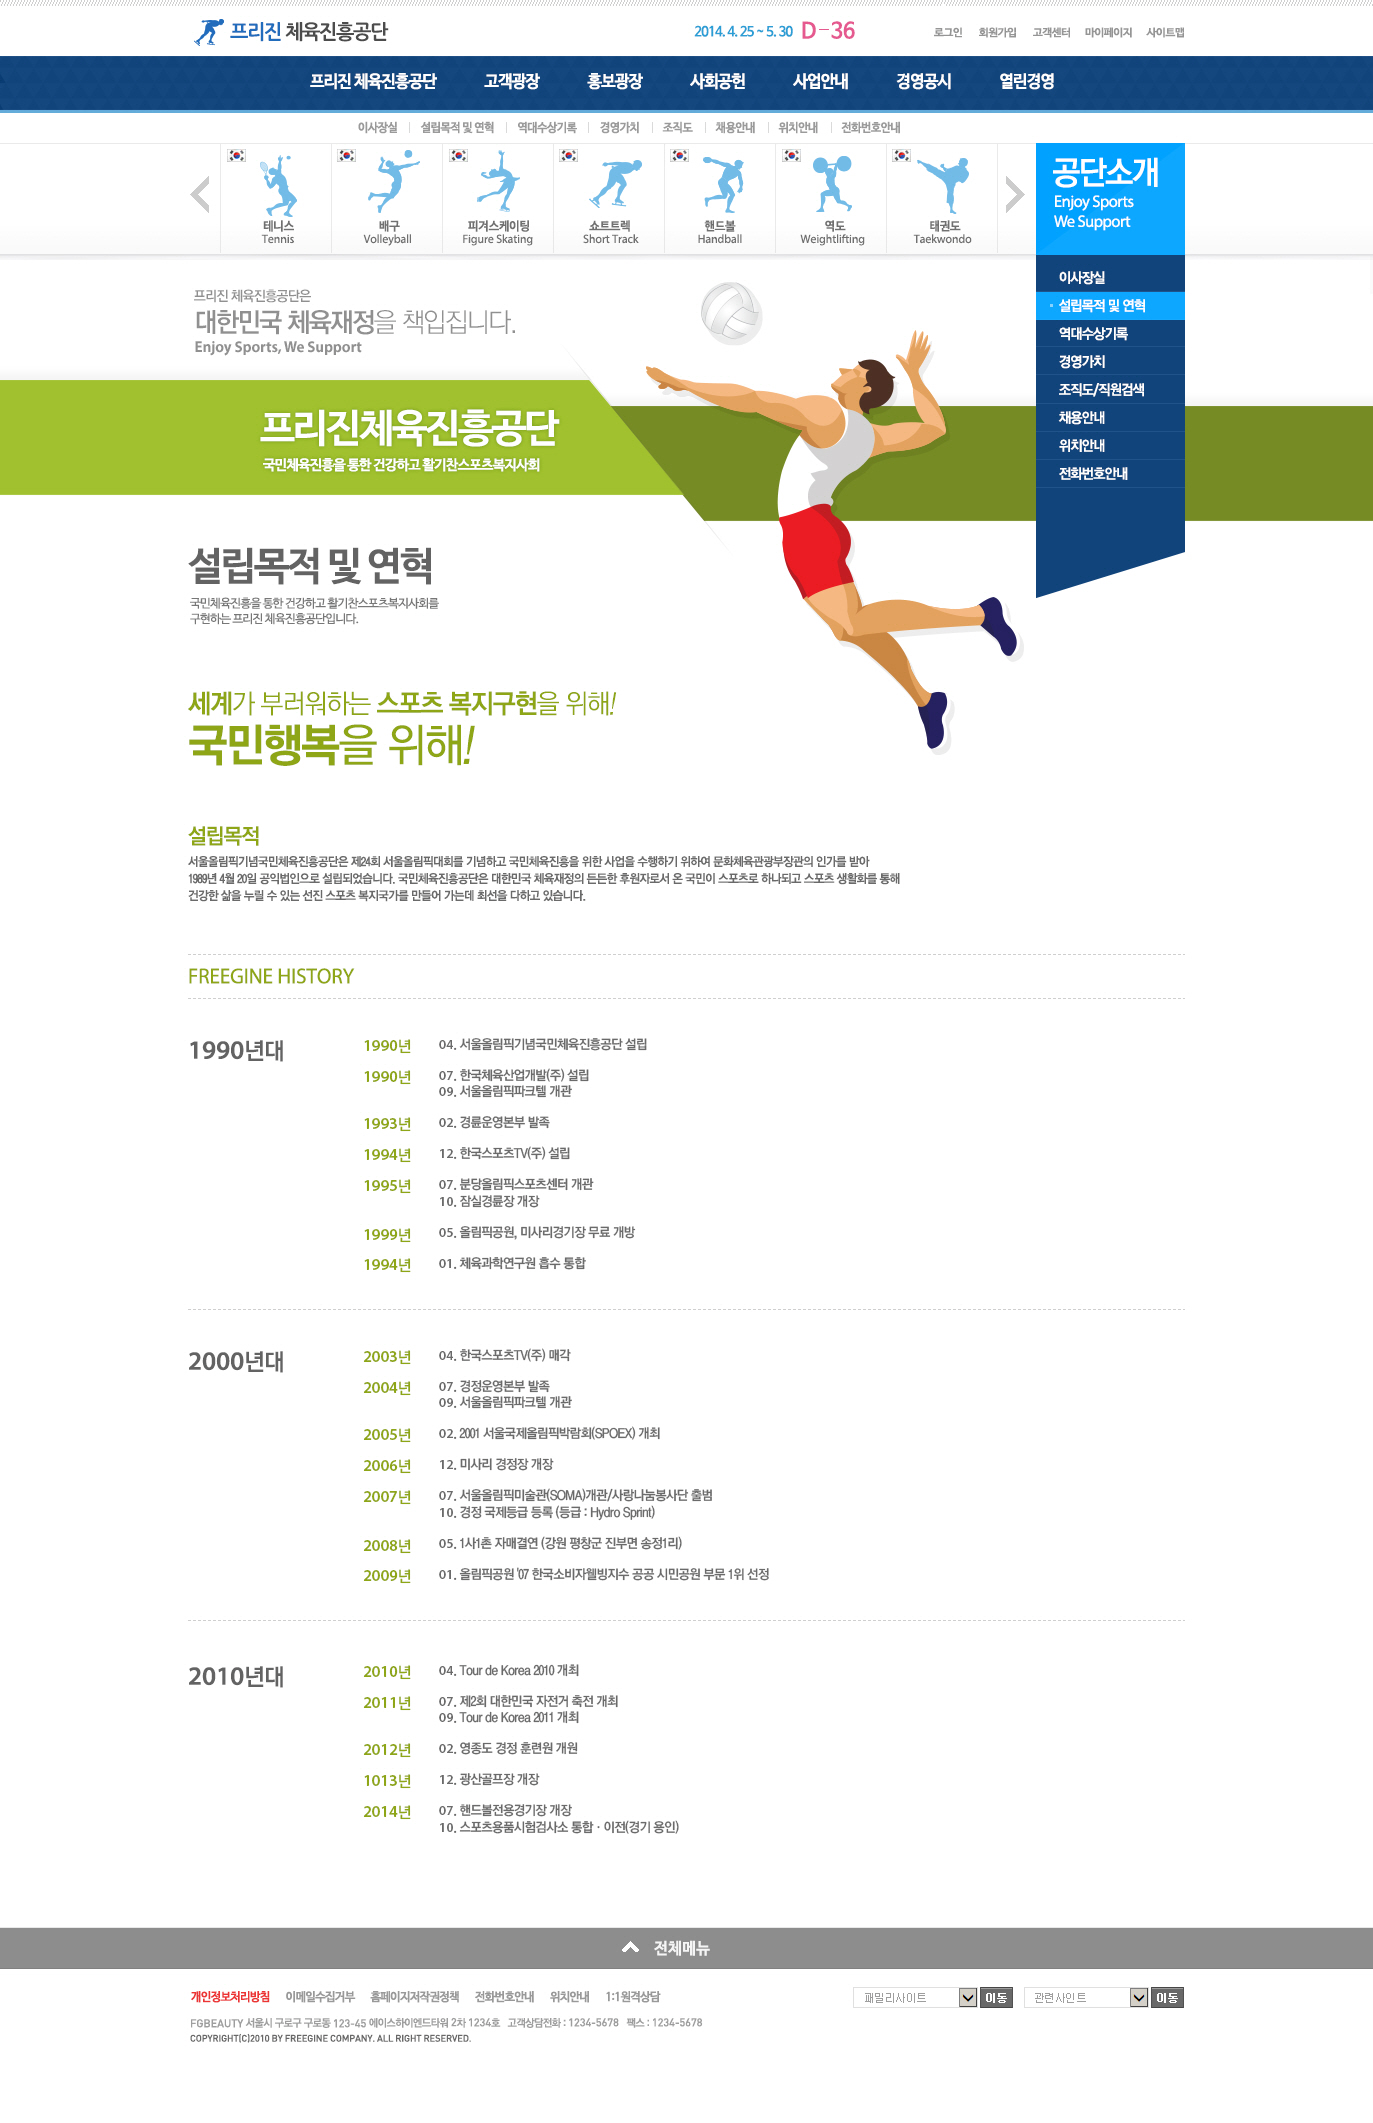 프리진 체육진흥공단
2014. 4. 25 ~ 5. 30 D-36
로그인 회원가입 고객센터 마이페이지 사이트맵
프리진 체육진흥공단 고객광장 홍보광장 사회공헌 사업안내 경영공시 열린경영
이사장실 설립목적 및 연혁 역대수상기록 경영가치 조직도 채용안내 위치안내 전화번호안내
테니스 배구 피겨스케이팅 쇼트트랙 핸드볼 역도 태권도
Tennis Volleyball Figure Skating Short Track Handball Weightlifting Taekwondo
공단소개
Enjoy Sports
We Support
이사장실
설립목적 및 연혁
역대수상기록
경영가치
조직도/직원검색
채용안내
위치안내
전화번호안내
프리진 체육진흥공단은
대한민국 체육재정을 책임집니다.
Enjoy Sports, We Support
프리진체육진흥공단
국민체육진흥을 통한 건강하고 활기찬스포츠복지사회
설립목적 및 연혁
국민체육진흥을 통한 건강하고 활기찬스포츠복지사회를
구현하는 프리진 체육진흥공단입니다.
세계가 부러워하는 스포츠 복지구현을 위해!
국민행복을 위해!
설립목적
서울올림픽기념국민체육진흥공단은 제24회 서울올림픽대회를 기념하고 국민체육진흥을 위한 사업을 수행하기 위하여 문화체육관광부장관의 인가를 받아
1989년 4월 20일 공익법인으로 설립되었습니다. 국민체육진흥공단은 대한민국 체육재정의 든든한 후원자로서 온 국민이 스포츠로 하나되고 스포츠 생활화를 통해
건강한 삶을 누릴 수 있는 선진 스포츠 복지국가를 만들어 가는데 최선을 다하고 있습니다.
FREEGINE HISTORY
1990년대
1990년 04. 서울올림픽기념국민체육진흥공단 설립
1990년 07. 한국체육산업개발(주) 설립
09. 서울올림픽파크텔 개관
1993년 02. 경륜운영본부 발족
1994년 12. 한국스포츠TV(주) 설립
1995년 07. 분당올림픽스포츠센터 개관
10. 잠실경륜장 개장
1999년 05. 올림픽공원, 미사리경기장 무료 개방
1994년 01. 체육과학연구원 흡수 통합
2000년대
2003년 04. 한국스포츠TV(주) 매각
2004년 07. 경정운영본부 발족
09. 서울올림픽파크텔 개관
2005년 02. 2001 서울국제올림픽박람회(SPOEX) 개최
2006년 12. 미사리 경정장 개장
2007년 07. 서울올림픽미술관(SOMA)개관/사랑나눔봉사단 출범
10. 경정 국제등급 등록 (등급 : Hydro Sprint)
2008년 05. 1사1촌 자매결연 (강원 평창군 진부면 송정1리)
2009년 01. 올림픽공원 '07 한국소비자웰빙지수 공공 시민공원 부문 1위 선정
2010년대
2010년 04. Tour de Korea 2010 개최
2011년 07. 제2회 대한민국 자전거 축전 개최
09. Tour de Korea 2011 개최
2012년 02. 영종도 경정 훈련원 개원
1013년 12. 광산골프장 개장
2014년 07. 핸드볼전용경기장 개장
10. 스포츠용품시험검사소 통합 · 이전(경기 용인)
전체메뉴
개인정보처리방침 이메일수집거부 홈페이지저작권정책 전화번호안내 위치안내 1:1원격상담
패밀리사이트 이동 관련사인트 이동
FGBEAUTY 서울시 구로구 구로동 123-45 에이스하이엔드타워 2차 1234호 고객상담전화 : 1234-5678 팩스 : 1234-5678
COPYRIGHT(C)2010 BY FREEGINE COMPANY. ALL RIGHT RESERVED.